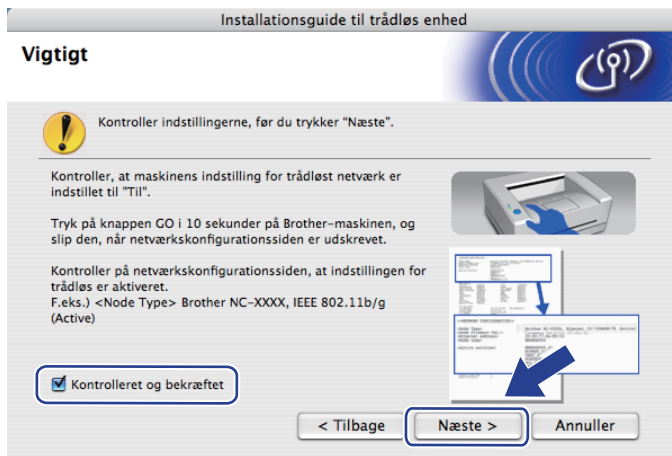 Installationsguide til trådløs enhed
Vigtigt
Kontroller indstillingerne, før du trykker "Næste".
Kontroller, at maskinens indstilling for trådløst netværk er
indstillet til "Til".
Tryk på knappen GO i 10 sekunder på Brother-maskinen, og
slip den, når netværkskonfigurationssiden er udskrevet.
Kontroller på netværkskonfigurationssiden, at indstillingen for
trådløs er aktiveret.
F.eks.) <Node Type> Brother NC-XXXX, IEEE 802.11b/g
(Active)
Kontrolleret og bekræftet
< Tilbage
Næste >
Annuller